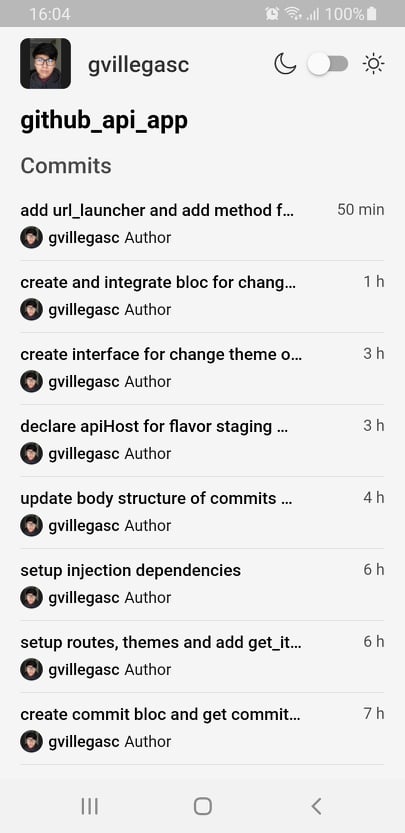 16:04 100%
gvillegasc
github_api_app
Commits
add url_launcher and add method f... 50 min
gvillegasc Author
create and integrate bloc for chang... 1 h
gvillegasc Author
create interface for change theme o... 3 h
gvillegasc Author
declare apiHost for flavor staging ... 3 h
gvillegasc Author
update body structure of commits ... 4 h
gvillegasc Author
setup injection dependencies 6 h
gvillegasc Author
setup routes, themes and add get_it... 6 h
gvillegasc Author
create commit bloc and get commit... 7 h
gvillegasc Author